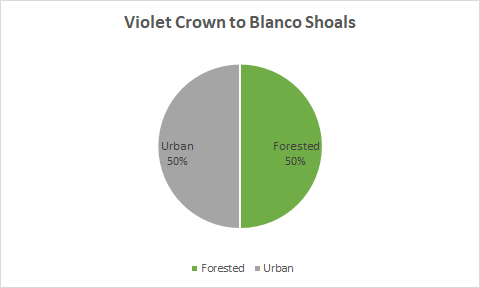 Violet Crown to Blanco Shoals
Urban
50%
Forested
50%
Forested Urban